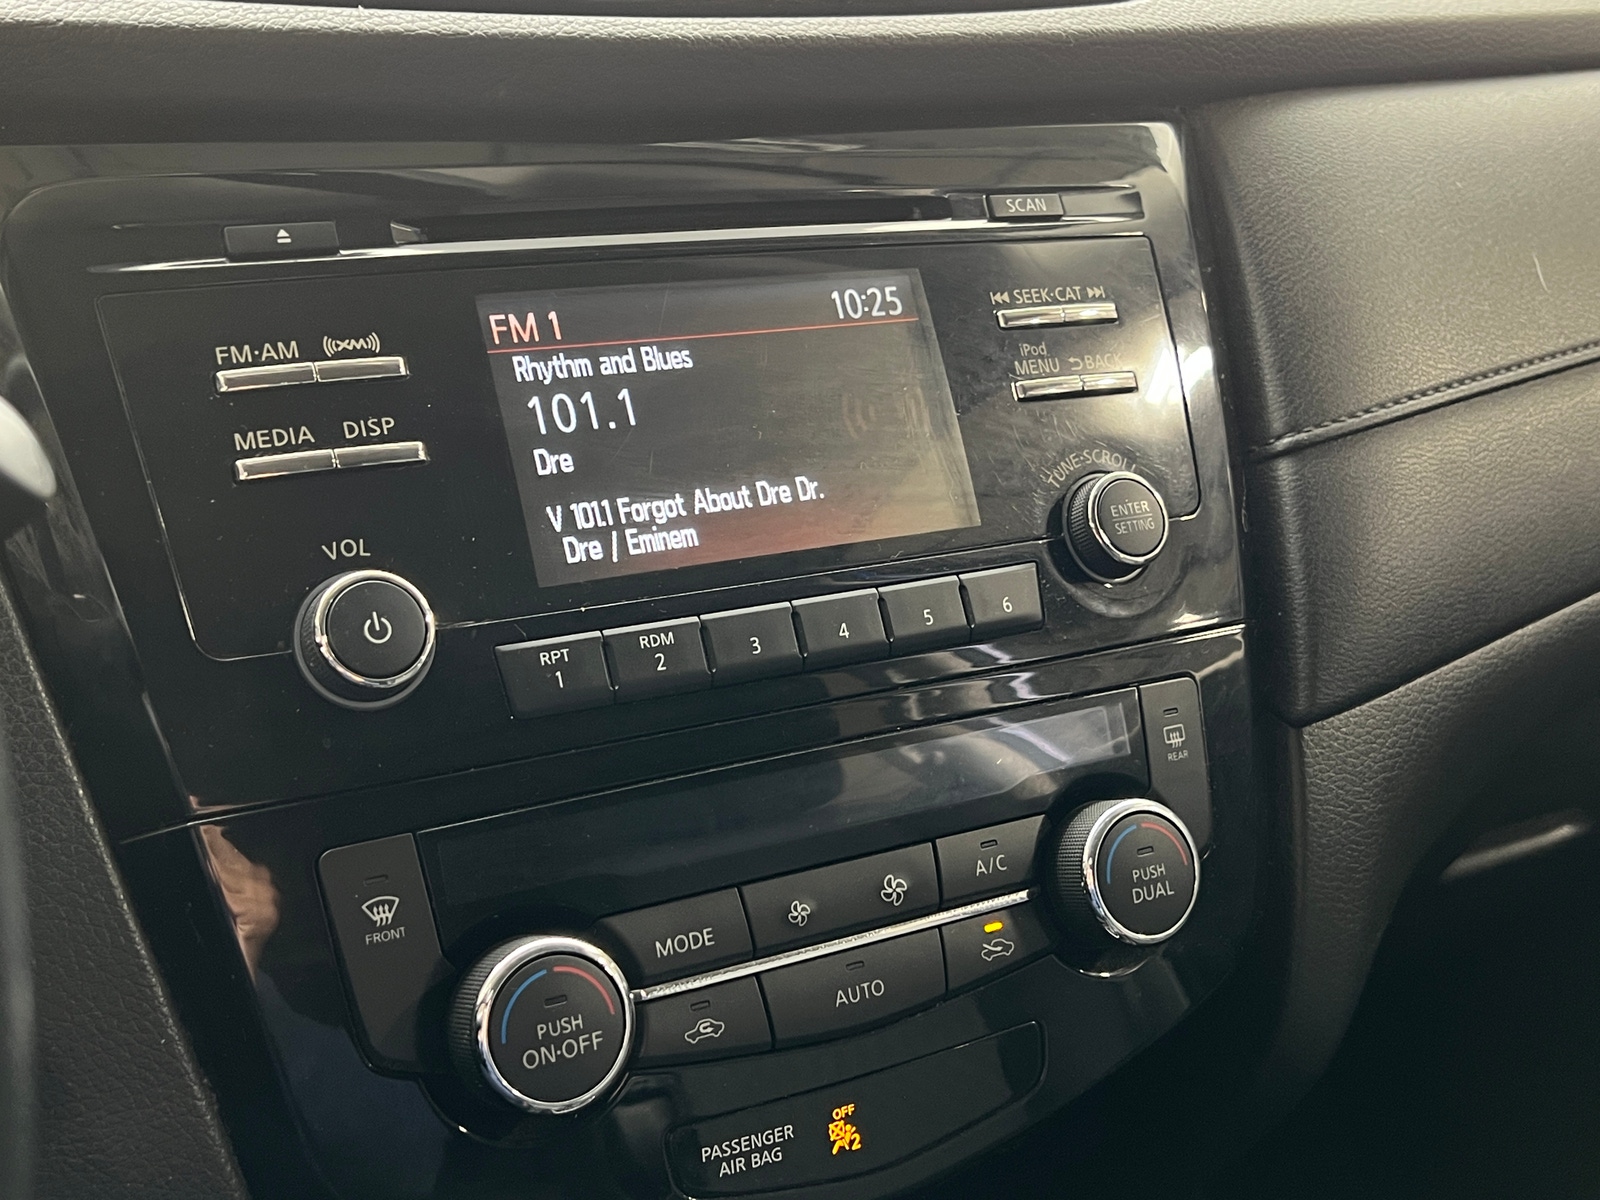 SCAN
FM·AM
((XM))
SEEK·CAT
iPod
MENU
BACK
MEDIA
DISP
TUNE·SCROLL
ENTER
SETTING
VOL
FM 1
10:25
Rhythm and Blues
101.1
Dre
V 101.1 Forgot About Dre Dr.
Dre / Eminem
RPT
1
RDM
2
3
4
5
6
REAR
FRONT
MODE
A/C
PUSH
DUAL
AUTO
PUSH
ON·OFF
PASSENGER
AIR BAG
OFF
2